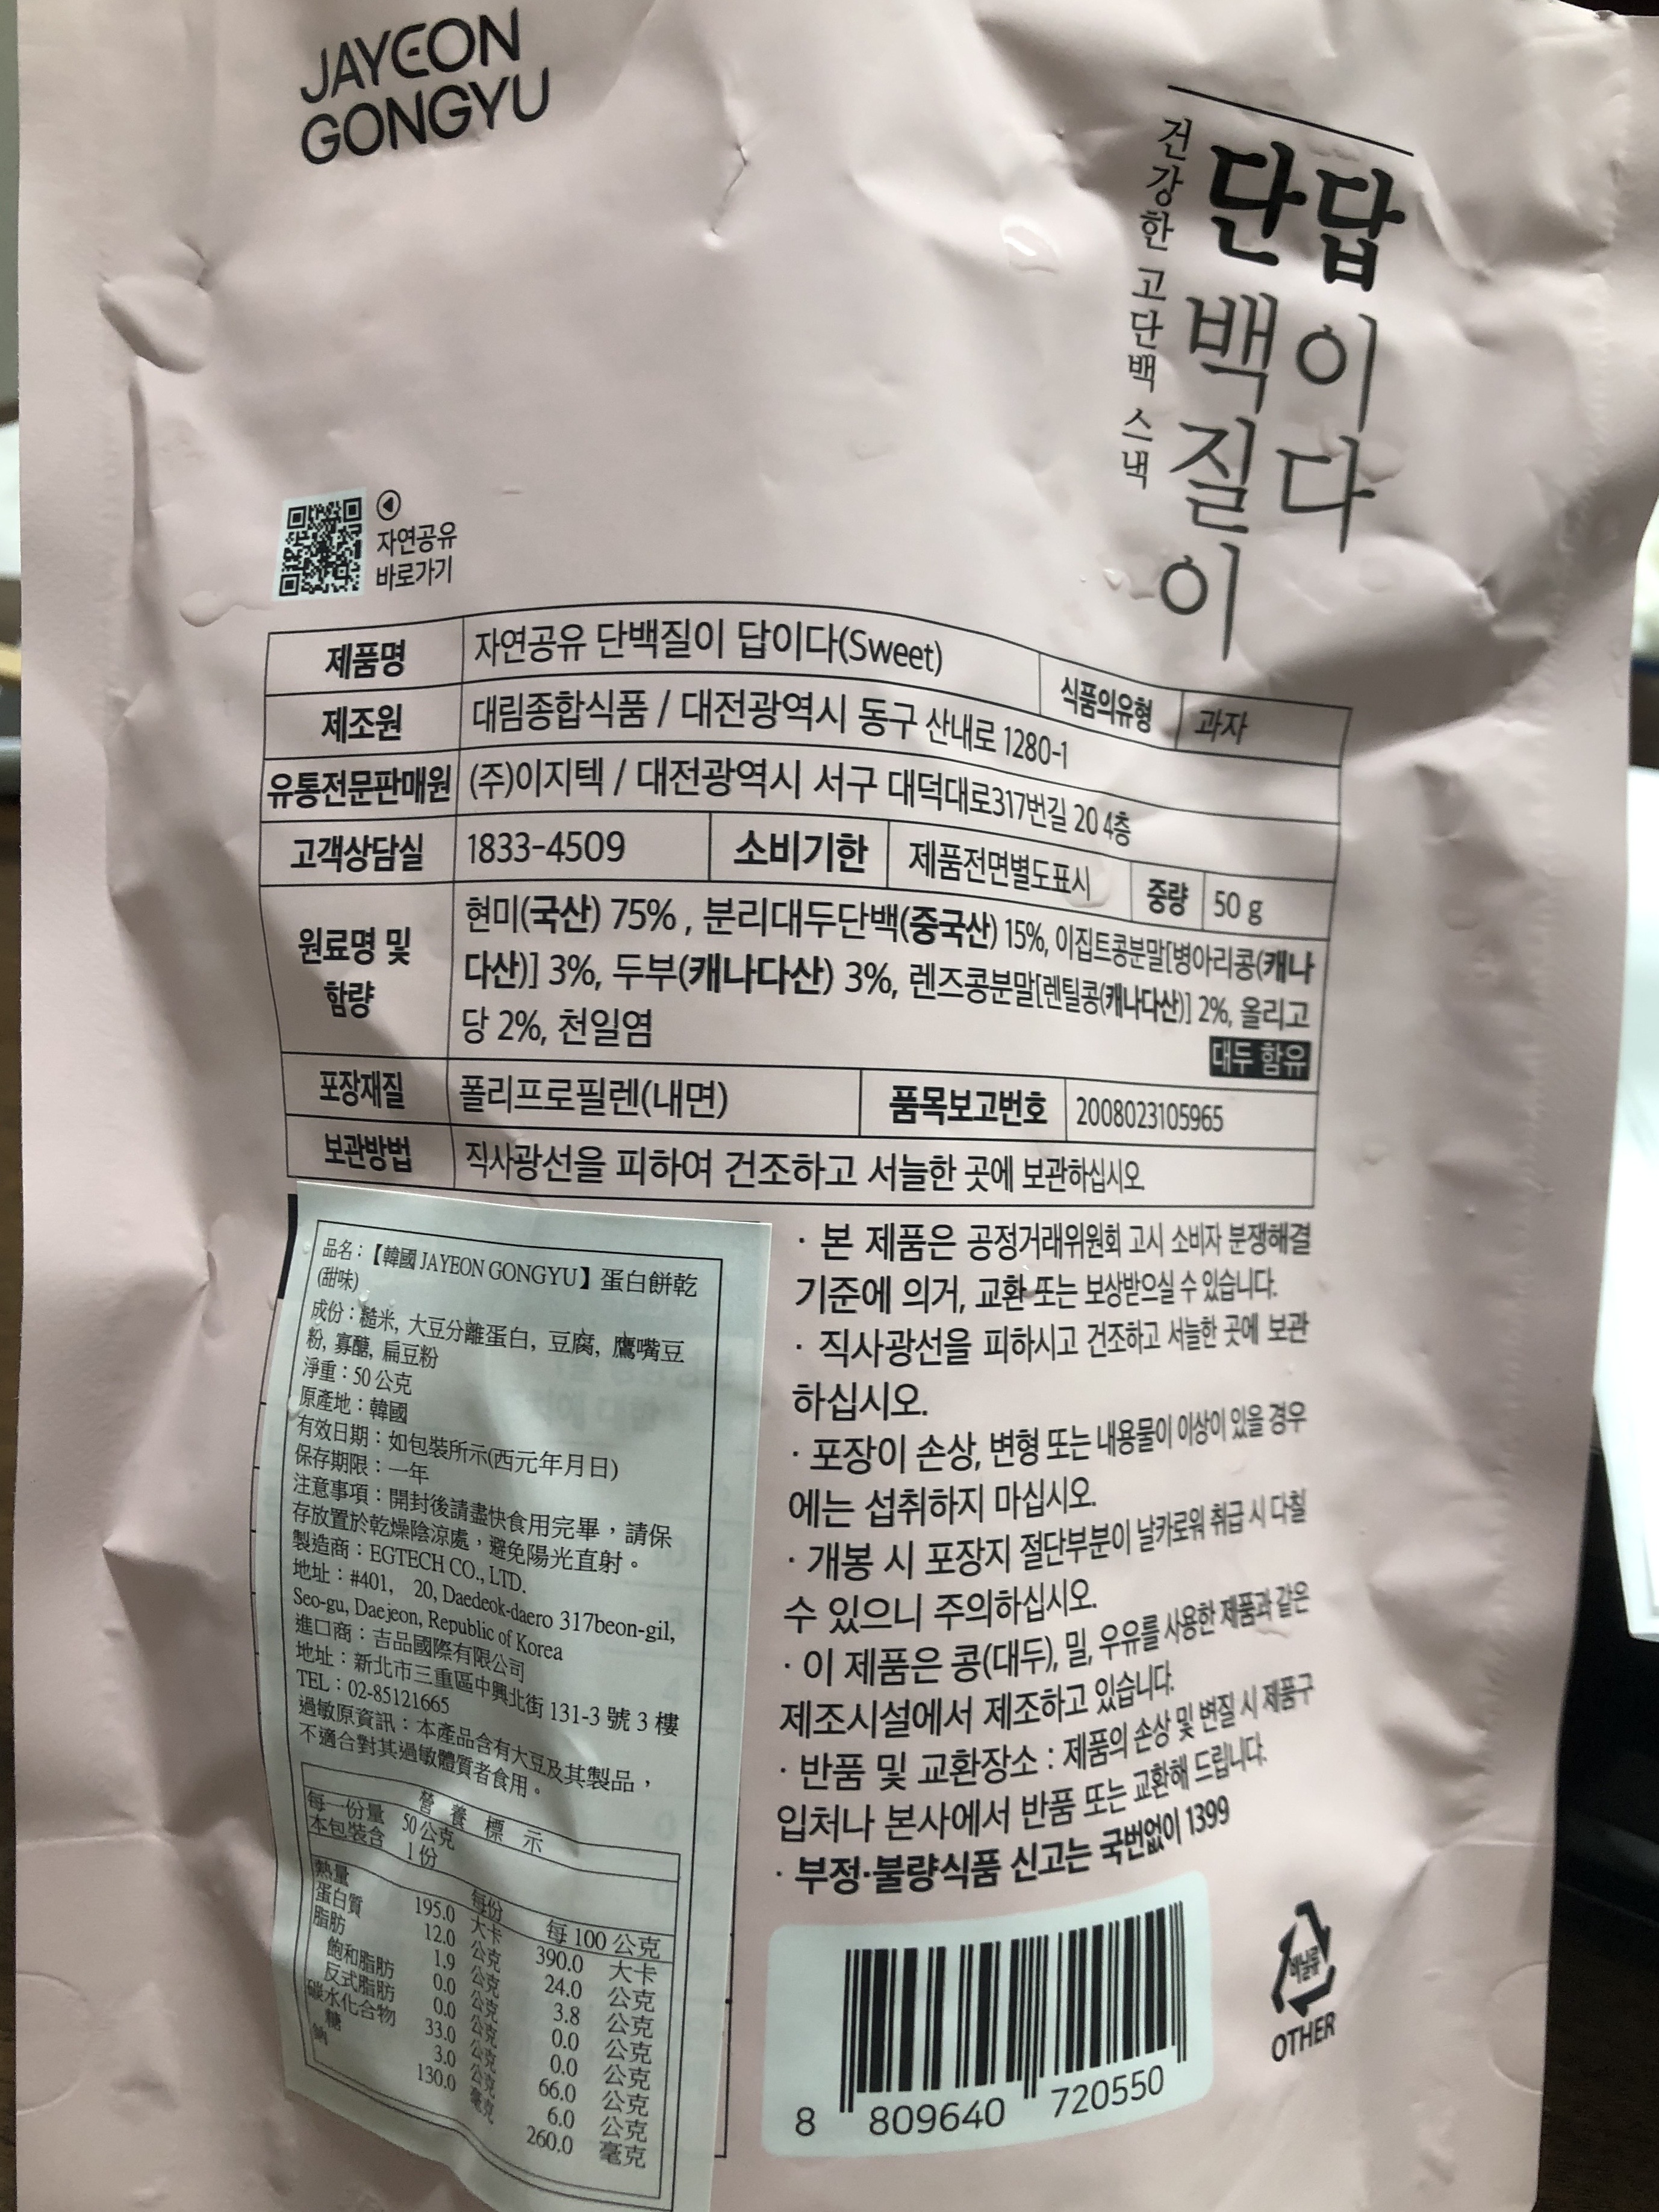 JAYEON
GONGYU
건강한 고단백 스낵
단백질이
답이다
자연공유
바로가기
제품명 자연공유 단백질이 답이다(Sweet) 식품의유형 과자
제조원 대림종합식품 / 대전광역시 동구 산내로 1280-1
유통전문판매원 (주)이지텍 / 대전광역시 서구 대덕대로317번길 20 4층
고객상담실 1833-4509 소비기한 제품전면별도표시 중량 50 g
원료명 및 함량
현미(국산) 75% , 분리대두단백(중국산) 15%, 이집트콩분말[병아리콩(캐나
다산)] 3%, 두부(캐나다산) 3%, 렌즈콩분말[렌틸콩(캐나다산)] 2%, 올리고
당 2%, 천일염
대두 함유
포장재질 폴리프로필렌(내면) 품목보고번호 2008023105965
보관방법 직사광선을 피하여 건조하고 서늘한 곳에 보관하십시오.
· 본 제품은 공정거래위원회 고시 소비자 분쟁해결
기준에 의거, 교환 또는 보상받으실 수 있습니다.
· 직사광선을 피하시고 건조하고 서늘한 곳에 보관
하십시오.
· 포장이 손상, 변형 또는 내용물이 이상이 있을 경우
에는 섭취하지 마십시오.
· 개봉 시 포장지 절단부분이 날카로워 취급 시 다칠
수 있으니 주의하십시오.
· 이 제품은 콩(대두), 밀, 우유를 사용한 제품과 같은
제조시설에서 제조하고 있습니다.
· 반품 및 교환장소 : 제품의 손상 및 변질 시 제품구
입처나 본사에서 반품 또는 교환해 드립니다.
· 부정·불량식품 신고는 국번없이 1399
品名：【韓國 JAYEON GONGYU】蛋白餅乾
(甜味)
成份：糙米, 大豆分離蛋白, 豆腐, 鷹嘴豆
粉, 寡醣, 扁豆粉
淨重：50 公克
原產地：韓國
有效日期：如包裝所示(西元年月日)
保存期限：一年
注意事項：開封後請盡快食用完畢，請保
存放置於乾燥陰涼處，避免陽光直射。
製造商：EGTECH CO., LTD.
地址：#401, 20, Daedeok-daero 317beon-gil,
Seo-gu, Daejeon, Republic of Korea
進口商：吉品國際有限公司
地址：新北市三重區中興北街 131-3 號 3 樓
TEL：02-85121665
過敏原資訊：本產品含有大豆及其製品，
不適合對其過敏體質者食用。
營 養 標 示
每一份量 50公克
本包裝含 1份
每份 每 100 公克
熱量 195.0 大卡 390.0 大卡
蛋白質 12.0 公克 24.0 公克
脂肪 1.9 公克 3.8 公克
飽和脂肪 0.0 公克 0.0 公克
反式脂肪 0.0 公克 0.0 公克
碳水化合物 33.0 公克 66.0 公克
糖 3.0 公克 6.0 公克
鈉 130.0 毫克 260.0 毫克
8 809640 720550
비닐류
OTHER